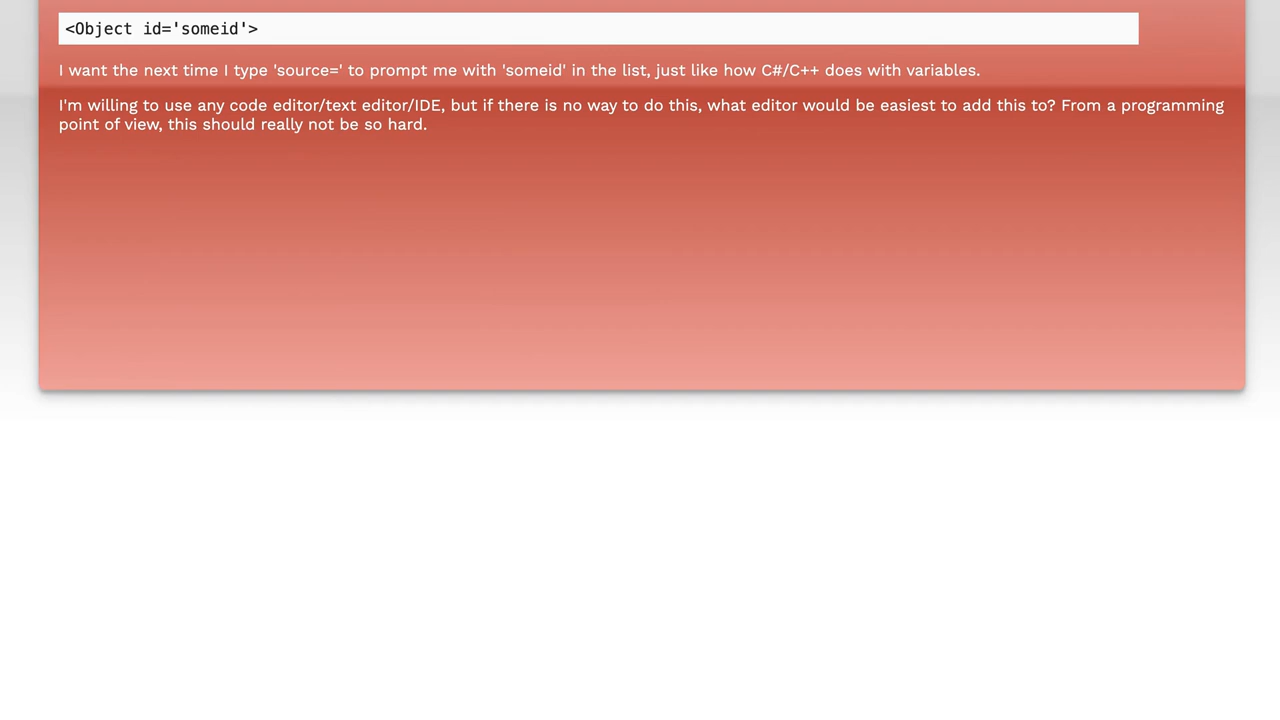 <Object id='someid'>
I want the next time I type 'source=' to prompt me with 'someid' in the list, just like how C#/C++ does with variables.
I'm willing to use any code editor/text editor/IDE, but if there is no way to do this, what editor would be easiest to add this to? From a programming
point of view, this should really not be so hard.